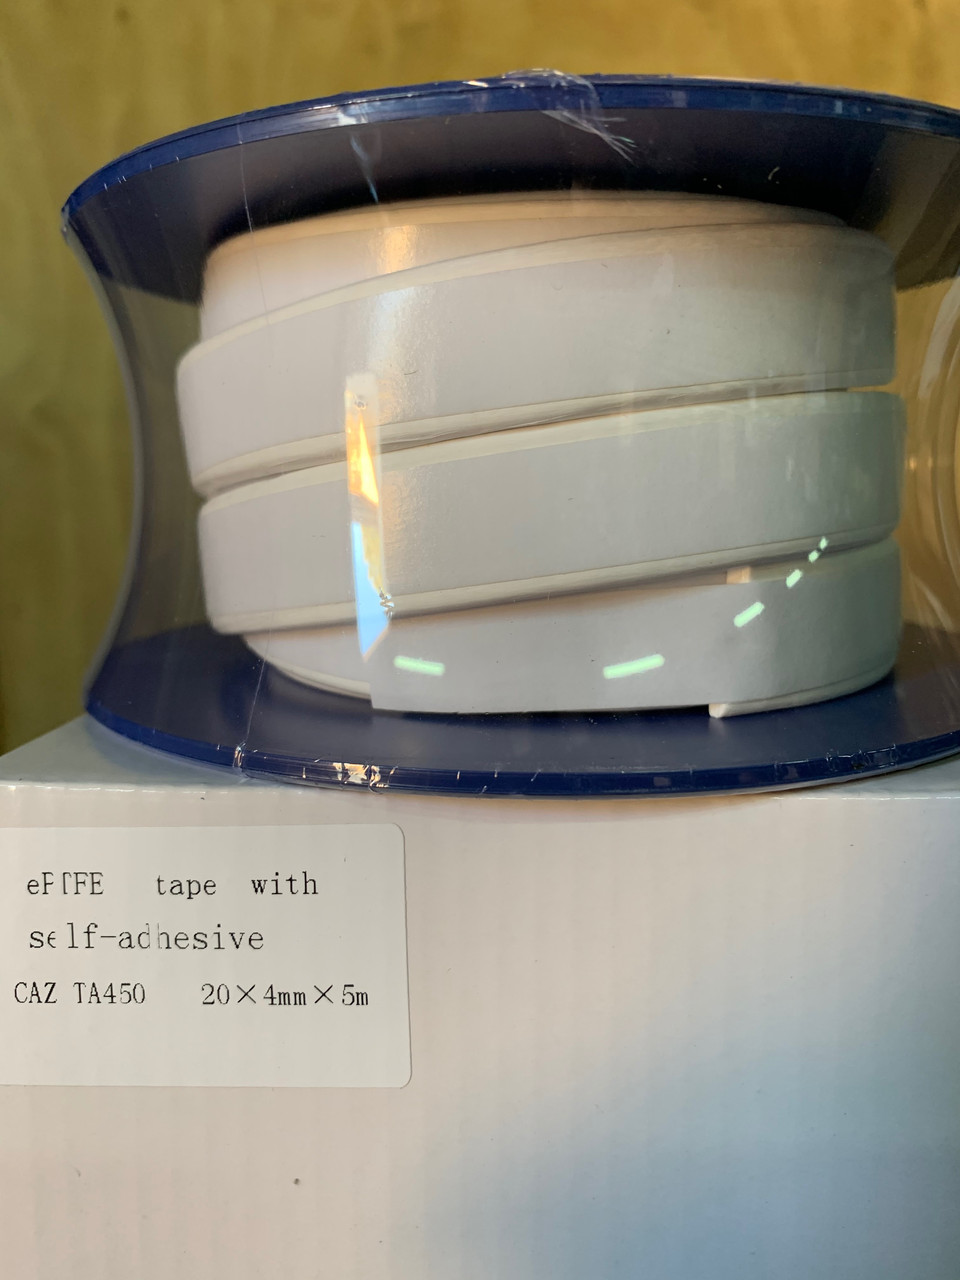 ePTFE tape with
self-adhesive
CAZ TA450 20×4mm×5m